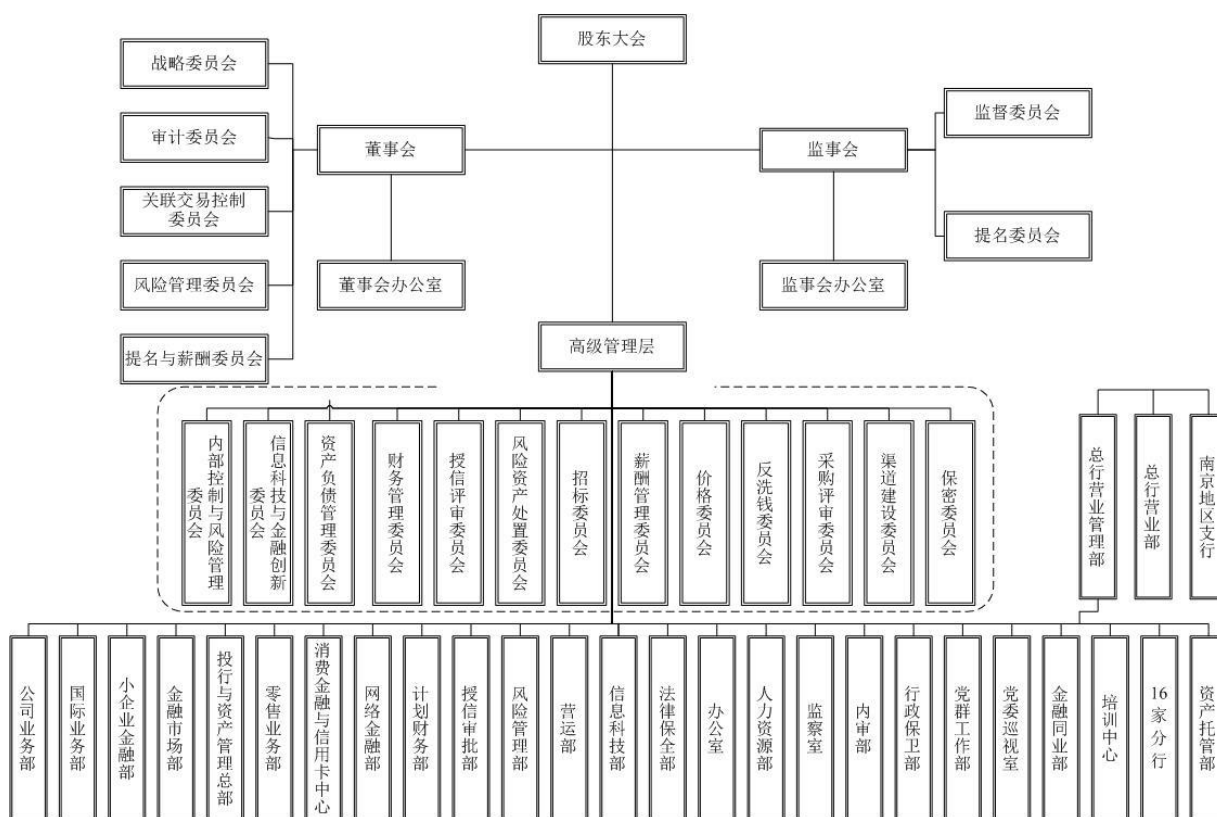 股东大会
战略委员会
审计委员会
关联交易控制
委员会
风险管理委员会
提名与薪酬委员会
董事会
董事会办公室
监事会
监事会办公室
监督委员会
提名委员会
高级管理层
内部控制与风险管理
委员会
信息科技与金融创新
委员会
资产负债管理委员会
财务管理委员会
授信评审委员会
风险资产处置委员会
招标委员会
薪酬管理委员会
价格委员会
反洗钱委员会
采购评审委员会
渠道建设委员会
保密委员会
总行营业管理部
总行营业部
南京地区支行
公司业务部
国际业务部
小企业金融部
金融市场部
投行与资产管理总部
零售业务部
消费金融与信用卡中心
网络金融部
计划财务部
授信审批部
风险管理部
营运部
信息科技部
法律保全部
办公室
人力资源部
监察室
内审部
行政保卫部
党群工作部
党委巡视室
金融同业部
培训中心
16家分行
资产托管部